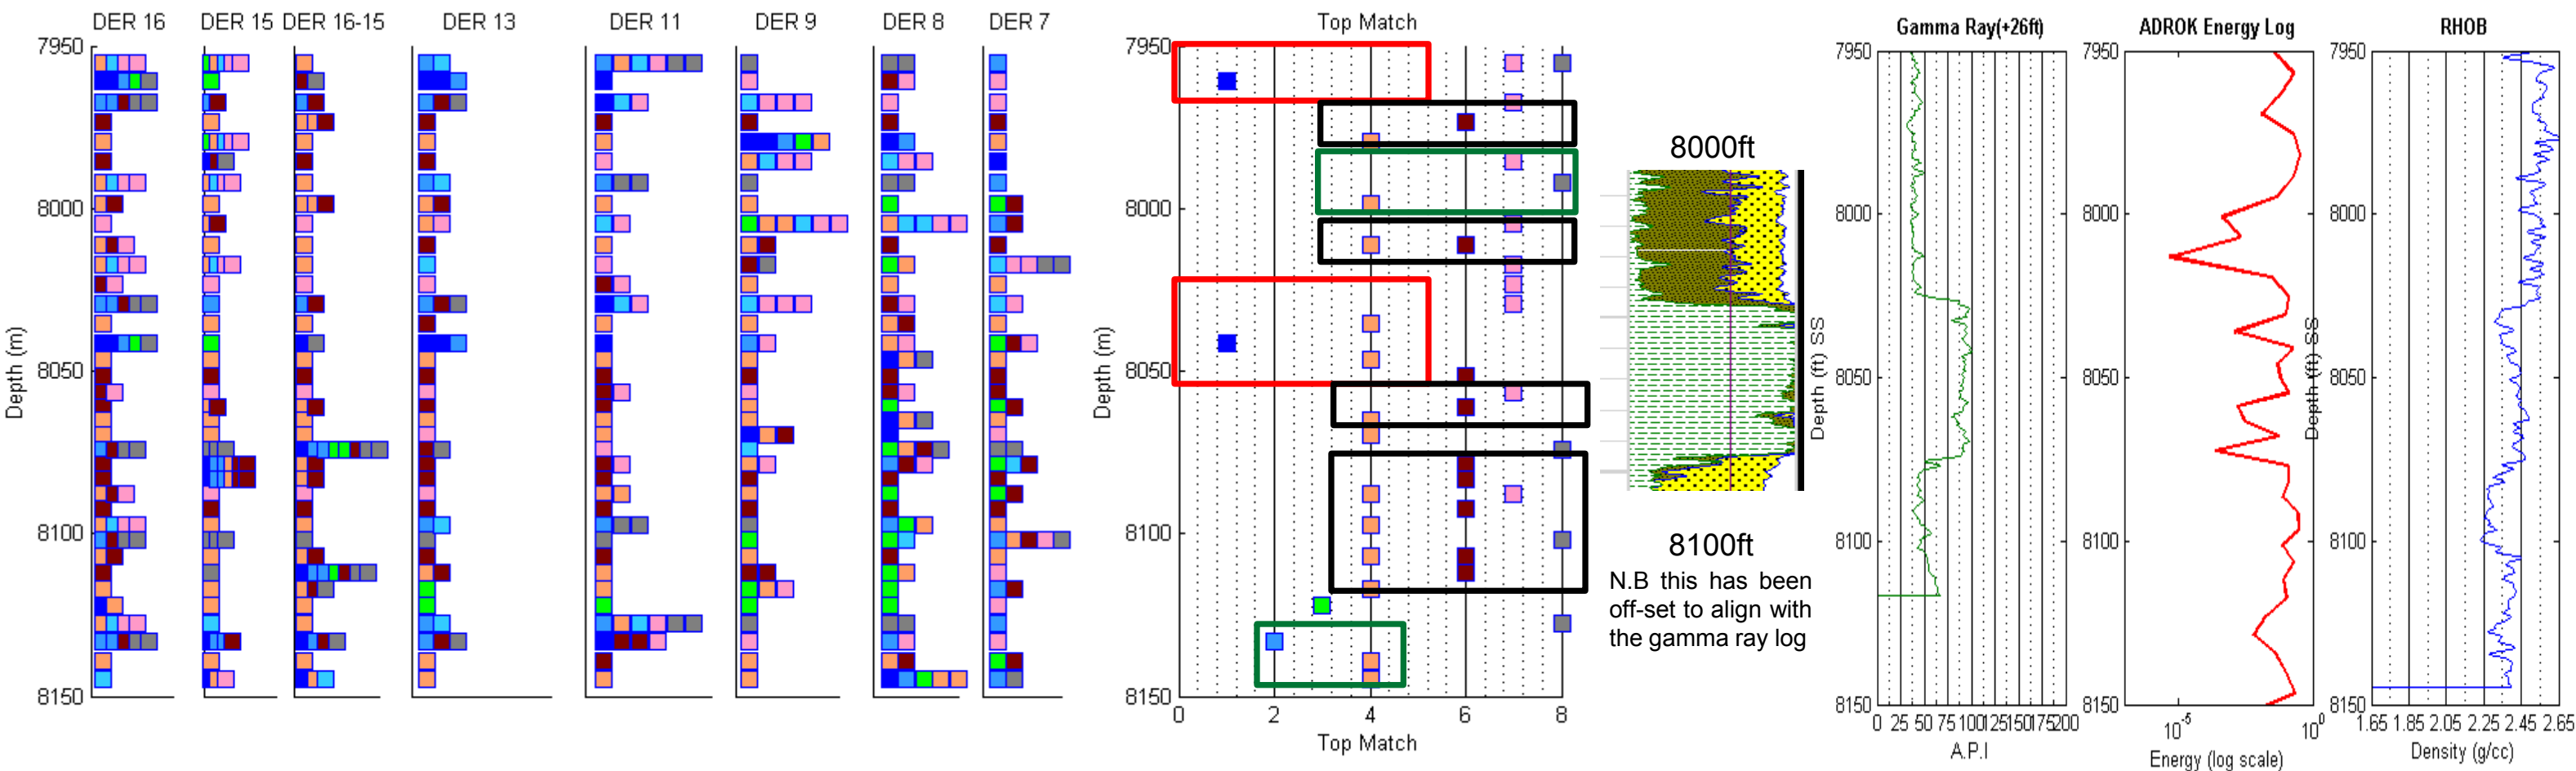 DER 16 DER 15 DER 16-15 DER 13 DER 11 DER 9 DER 8 DER 7
7950
8000
8050
8100
8150
Depth (m)
Top Match
7950
8000
8050
8100
8150
Depth (m)
0 2 4 6 8
Top Match
8000ft
8100ft
N.B this has been
off-set to align with
the gamma ray log
Gamma Ray(+26ft)
7950
8000
8050
8100
8150
Depth (ft) SS
0 25 50 75 100 125 150 175 200
A.P.I
ADROK Energy Log
7950
8000
8050
8100
8150
10-5 100
Energy (log scale)
RHOB
7950
8000
8050
8100
8150
Depth (ft) SS
1.65 1.85 2.05 2.25 2.45 2.65
Density (g/cc)